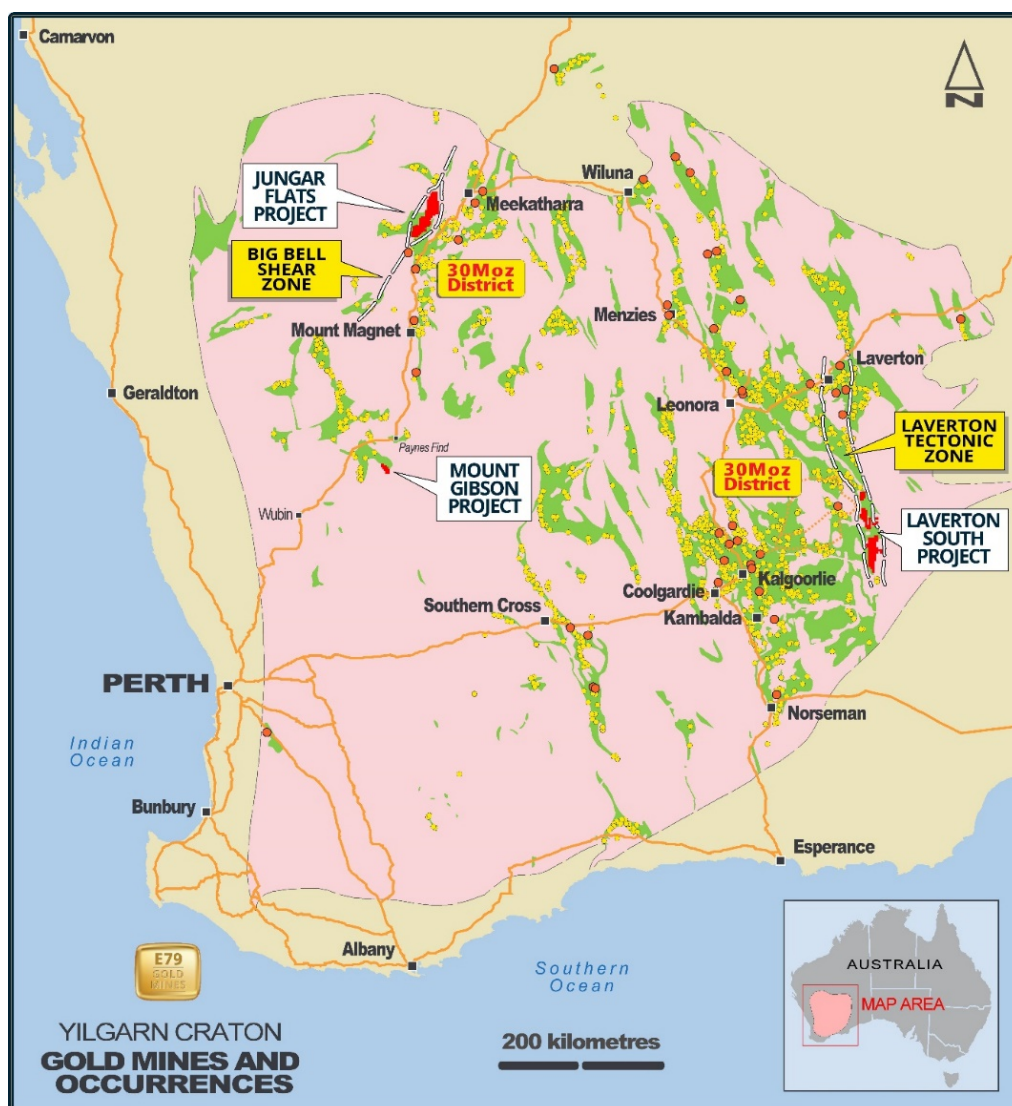 Carnarvon
N
JUNGAR
FLATS
PROJECT
Wiluna
Meekatharra
BIG BELL
SHEAR
ZONE
30Moz
District
Mount Magnet
Menzies
Laverton
Geraldton
Leonora
LAVERTON
TECTONIC
ZONE
Paynes Find
MOUNT
GIBSON
PROJECT
30Moz
District
Wubin
LAVERTON
SOUTH
PROJECT
Kalgoorlie
Coolgardie
Southern Cross
Kambalda
PERTH
Norseman
Indian
Ocean
Bunbury
Esperance
Albany
E79
GOLD
MINES
Southern
Ocean
AUSTRALIA
MAP AREA
YILGARN CRATON
GOLD MINES AND
OCCURRENCES
200 kilometres